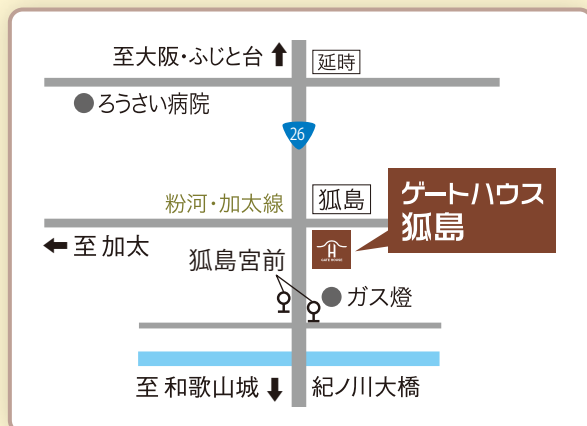 至大阪・ふじと台
延時
ろうさい病院
26
粉河・加太線
狐島
ゲートハウス
狐島
至 加太
H
GATE HOUSE
狐島宮前
ガス燈
至 和歌山城
紀ノ川大橋